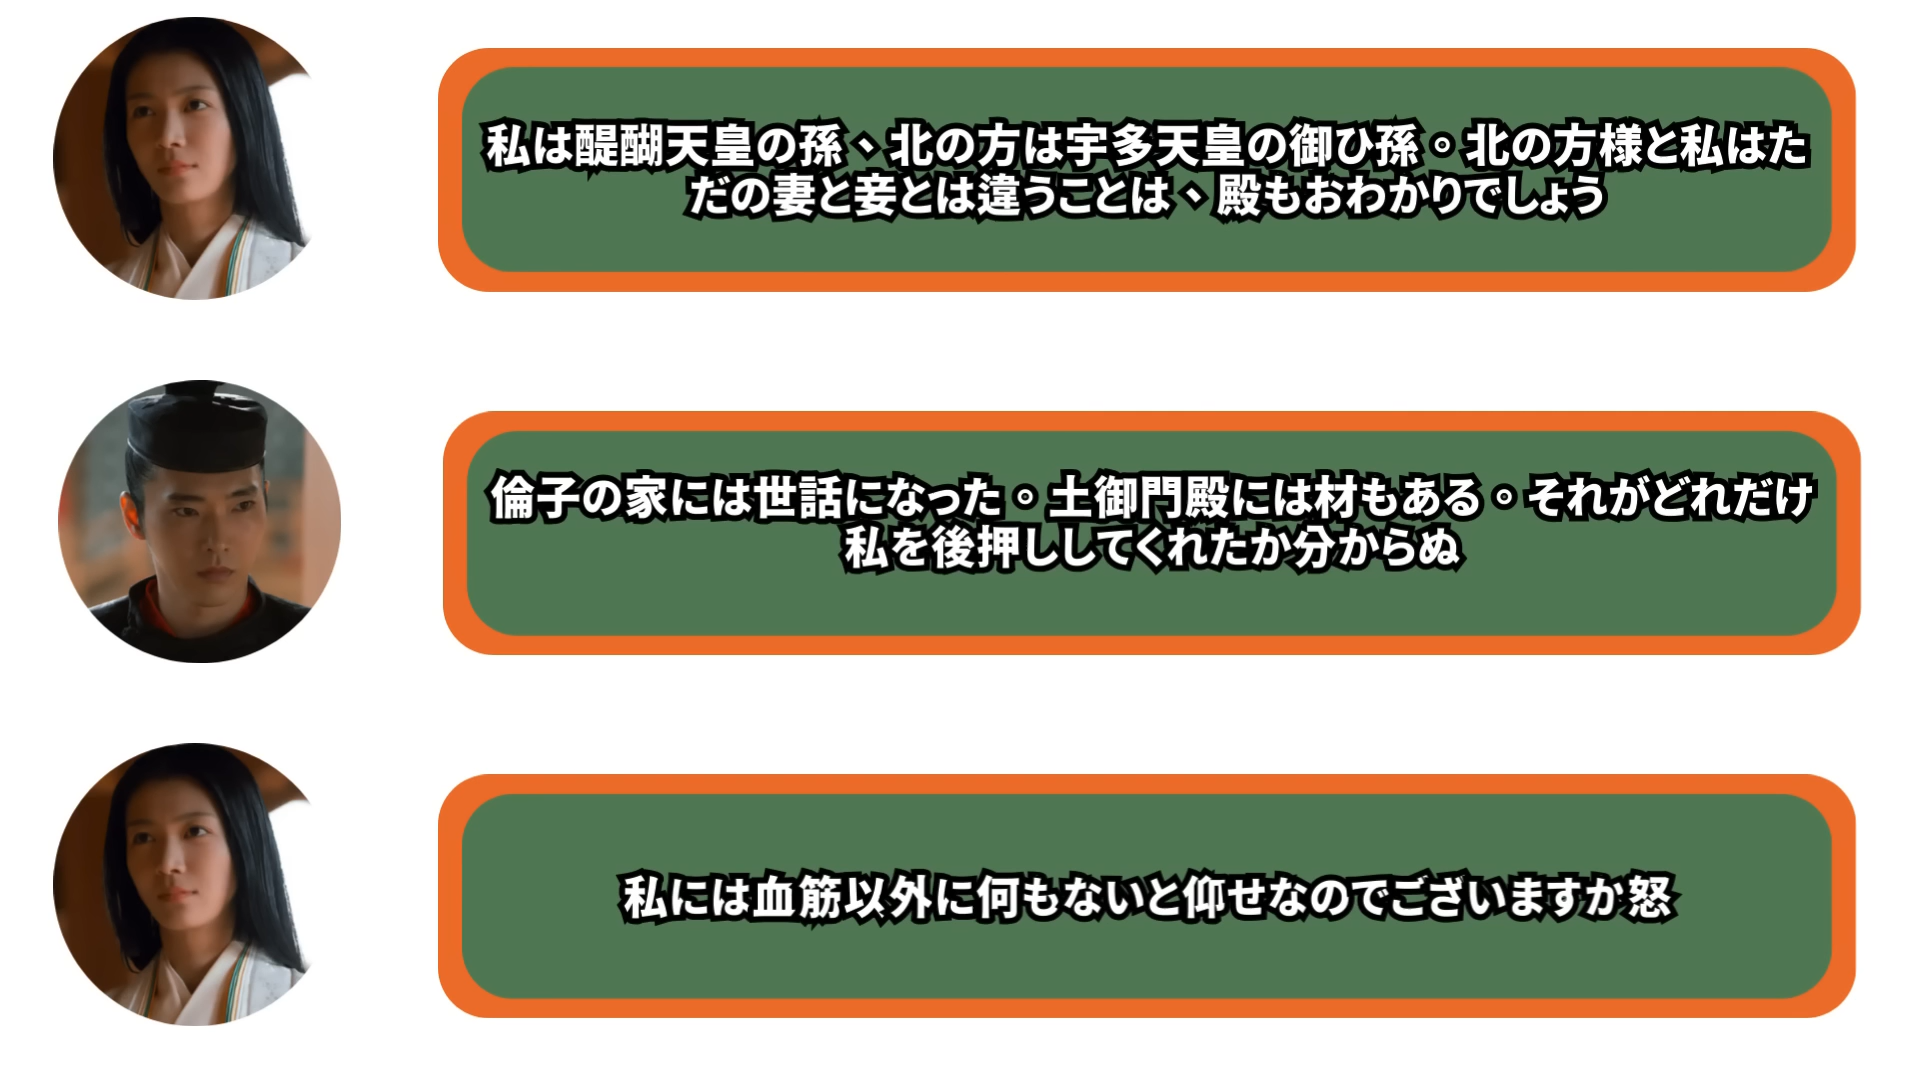 私は醍醐天皇の孫、北の方は宇多天皇の御ひ孫。北の方様と私はた
だの妻と妾とは違うことは、殿もおわかりでしょう
倫子の家には世話になった。土御門殿には材もある。それがどれだけ
私を後押ししてくれたか分からぬ
私には血筋以外に何もないと仰せなのでございますか怒